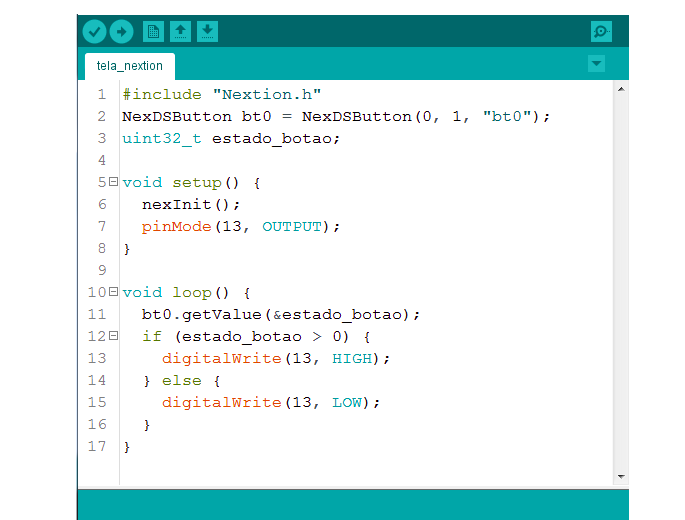 tela_nextion
1 #include "Nextion.h"
2 NexDSButton bt0 = NexDSButton(0, 1, "bt0");
3 uint32_t estado_botao;
4
5 void setup() {
6   nexInit();
7   pinMode(13, OUTPUT);
8 }
9
10 void loop() {
11   bt0.getValue(&estado_botao);
12   if (estado_botao > 0) {
13     digitalWrite(13, HIGH);
14   } else {
15     digitalWrite(13, LOW);
16   }
17 }